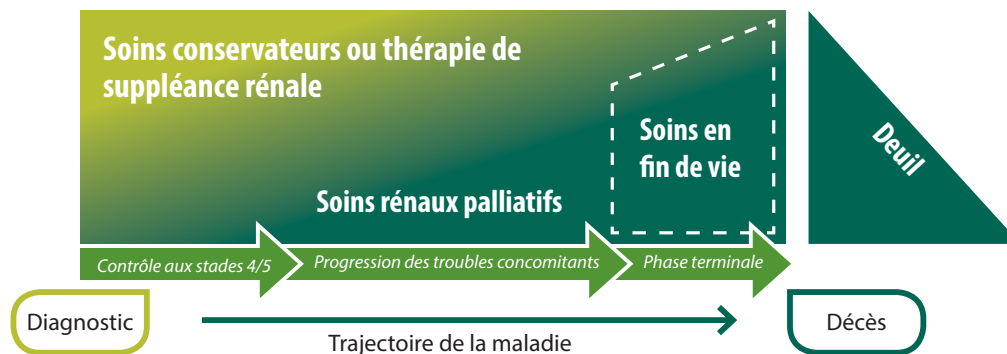 Soins conservateurs ou thérapie de
suppléance rénale
Soins en
fin de vie
Deuil
Soins rénaux palliatifs
Contrôle aux stades 4/5
Progression des troubles concomitants
Phase terminale
Diagnostic
Trajectoire de la maladie
Décès